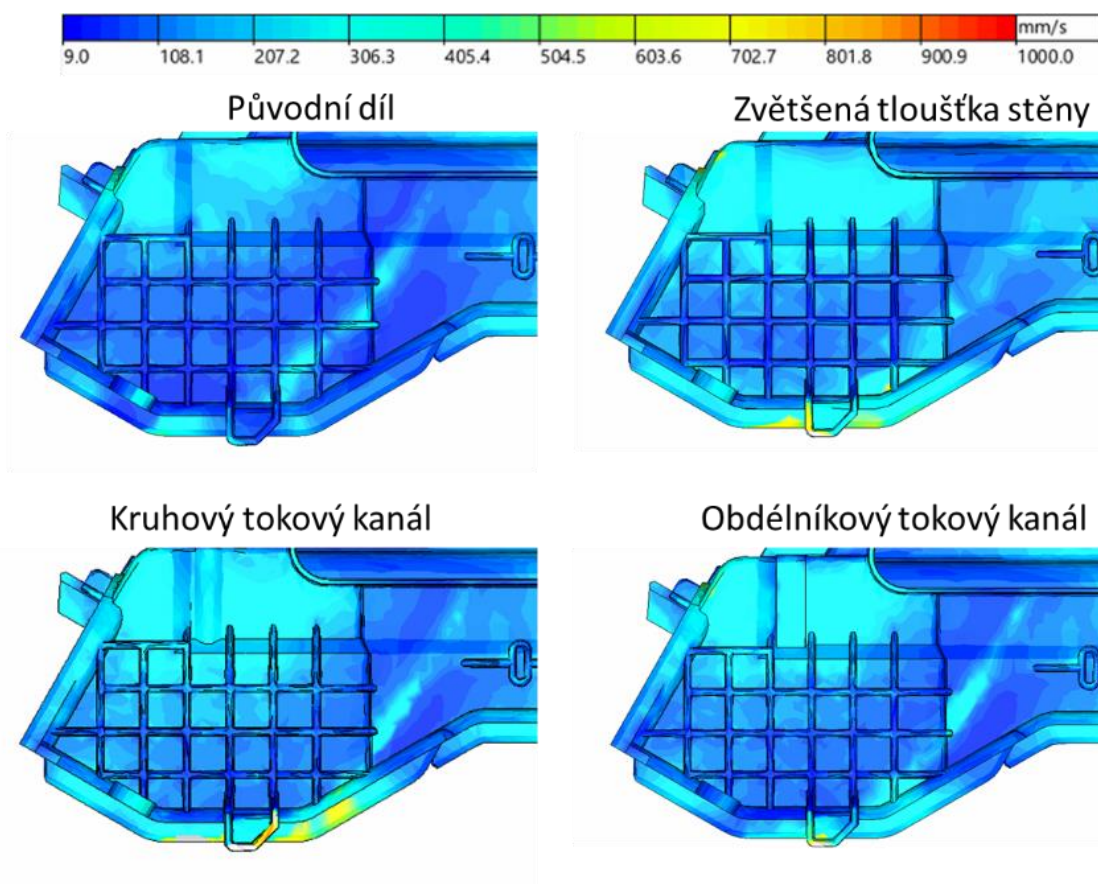 mm/s
9.0 108.1 207.2 306.3 405.4 504.5 603.6 702.7 801.8 900.9 1000.0
Původní díl
Zvětšená tloušťka stěny
Kruhový tokový kanál
Obdélníkový tokový kanál